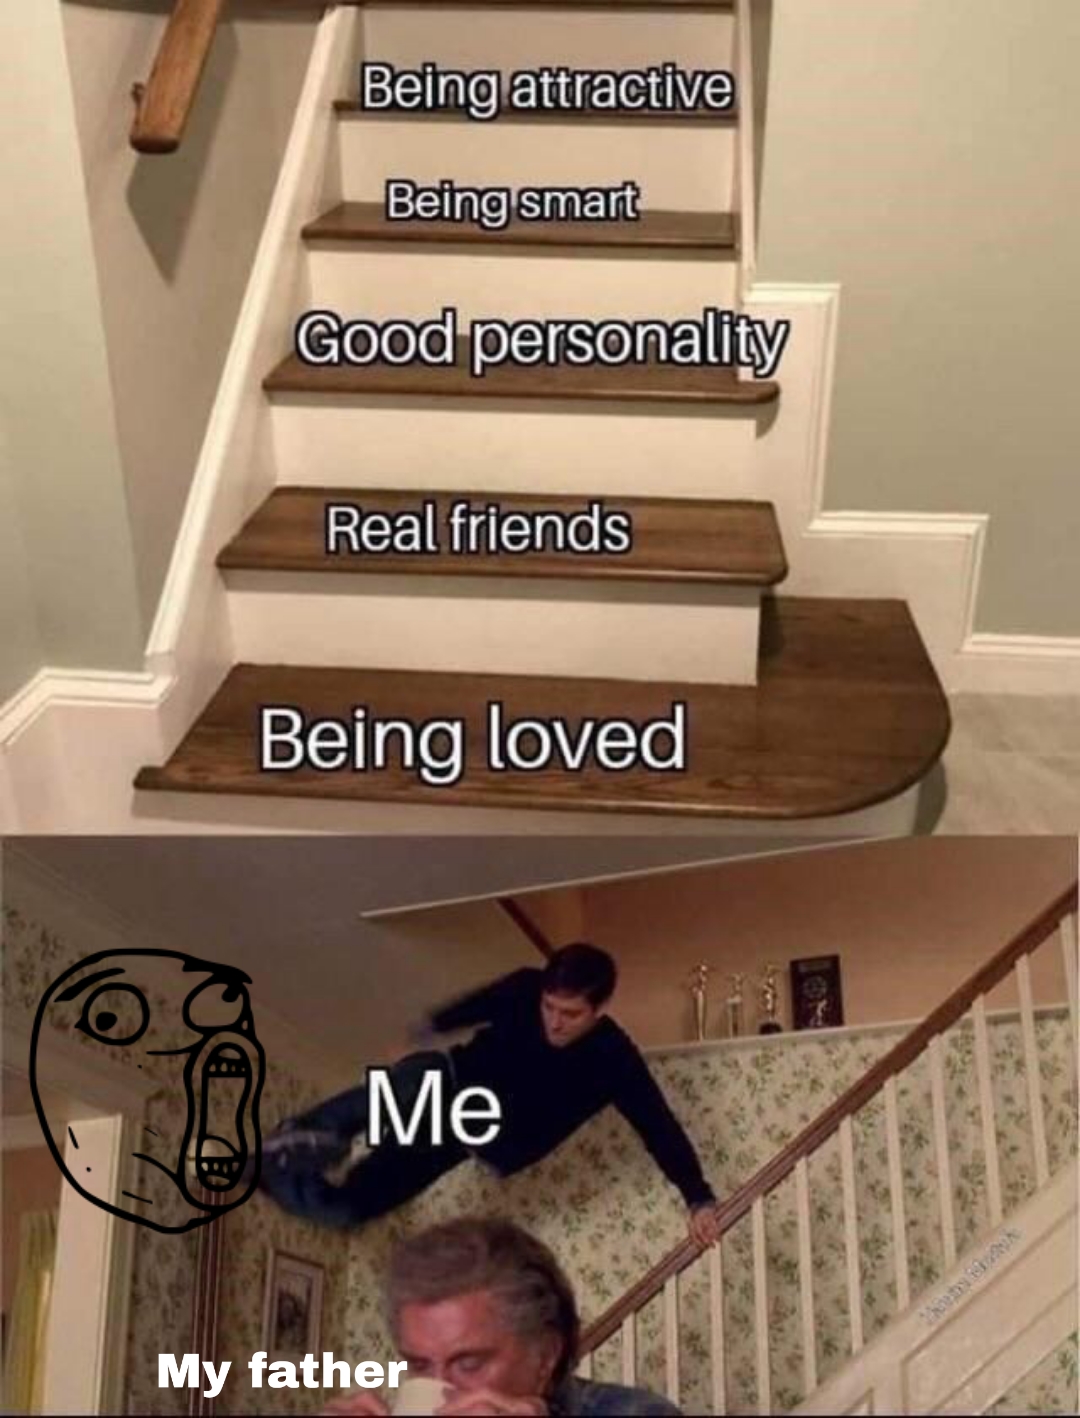 Being attractive
Being smart
Good personality
Real friends
Being loved
Me
My father